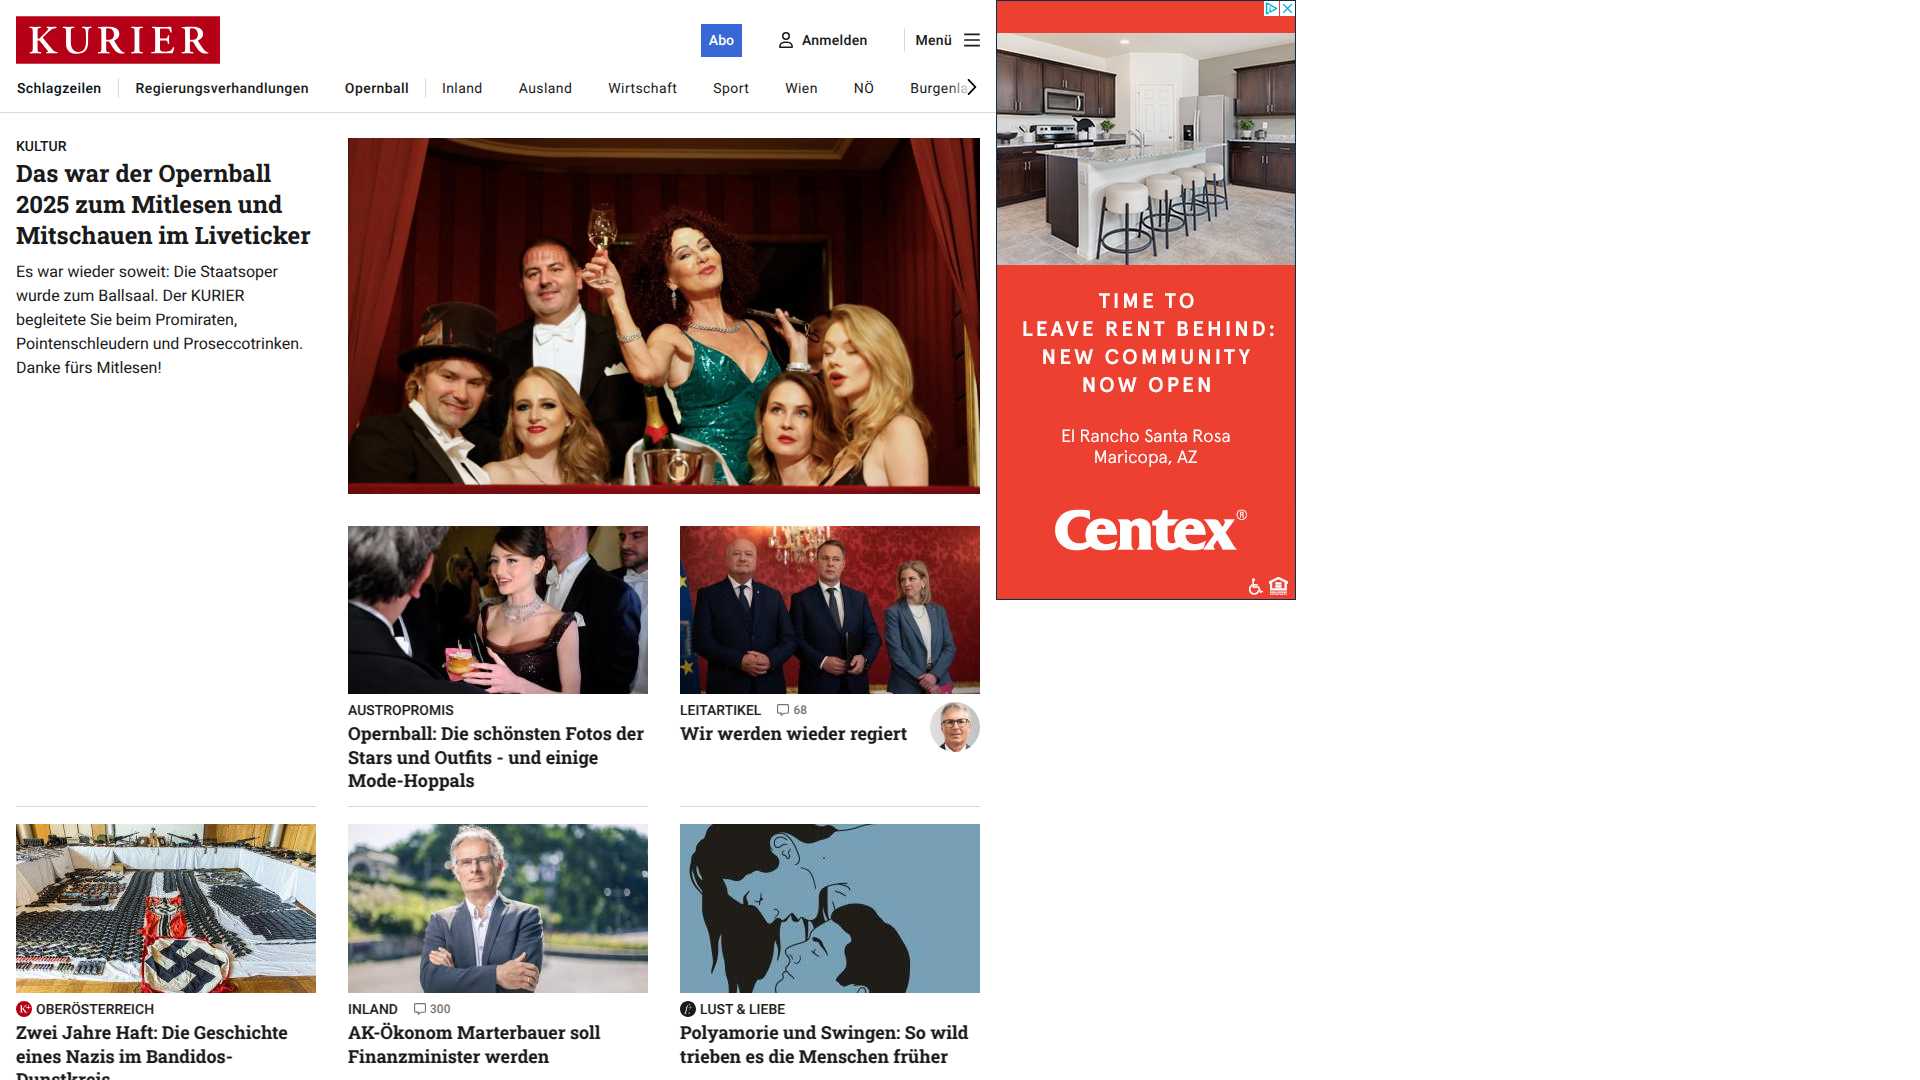 KURIER
Abo
Anmelden
Menü
Schlagzeilen
Regierungsverhandlungen
Opernball
Inland
Ausland
Wirtschaft
Sport
Wien
NÖ
Burgenla
KULTUR
Das war der Opernball
2025 zum Mitlesen und
Mitschauen im Liveticker
Es war wieder soweit: Die Staatsoper
wurde zum Ballsaal. Der KURIER
begleitete Sie beim Promiraten,
Pointenschleudern und Proseccotrinken.
Danke fürs Mitlesen!
AUSTROPROMIS
Opernball: Die schönsten Fotos der
Stars und Outfits - und einige
Mode-Hoppalas
LEITARTIKEL 68
Wir werden wieder regiert
OBERÖSTERREICH
Zwei Jahre Haft: Die Geschichte
eines Nazis im Bandidos-
Dunstkreis
INLAND 300
AK-Ökonom Marterbauer soll
Finanzminister werden
LUST & LIEBE
Polyamorie und Swingen: So wild
trieben es die Menschen früher
TIME TO
LEAVE RENT BEHIND:
NEW COMMUNITY
NOW OPEN
El Rancho Santa Rosa
Maricopa, AZ
Centex®